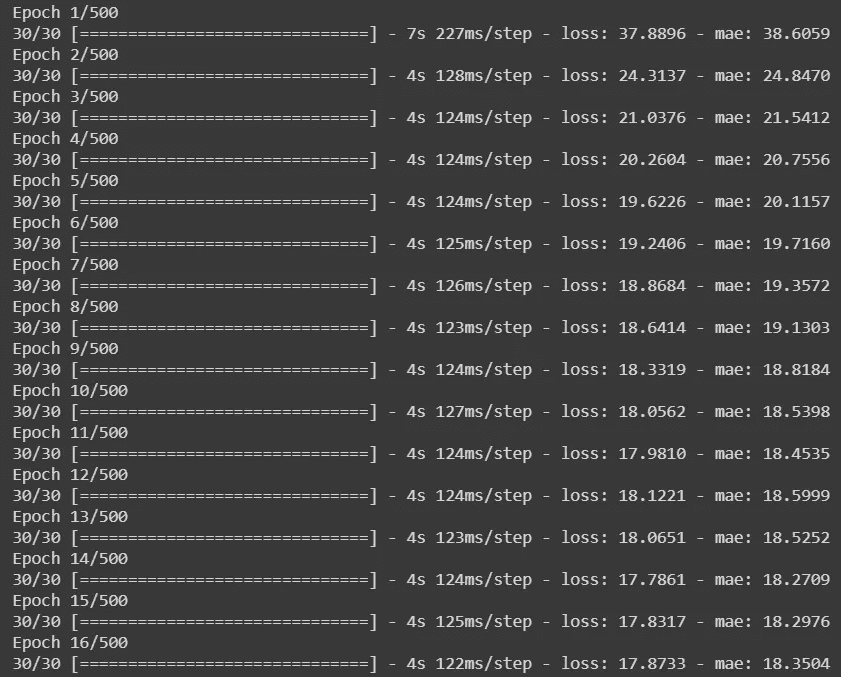 Epoch 1/500
30/30 [==============================] - 7s 227ms/step - loss: 37.8896 - mae: 38.6059
Epoch 2/500
30/30 [==============================] - 4s 128ms/step - loss: 24.3137 - mae: 24.8470
Epoch 3/500
30/30 [==============================] - 4s 124ms/step - loss: 21.0376 - mae: 21.5412
Epoch 4/500
30/30 [==============================] - 4s 124ms/step - loss: 20.2604 - mae: 20.7556
Epoch 5/500
30/30 [==============================] - 4s 124ms/step - loss: 19.6226 - mae: 20.1157
Epoch 6/500
30/30 [==============================] - 4s 125ms/step - loss: 19.2406 - mae: 19.7160
Epoch 7/500
30/30 [==============================] - 4s 126ms/step - loss: 18.8684 - mae: 19.3572
Epoch 8/500
30/30 [==============================] - 4s 123ms/step - loss: 18.6414 - mae: 19.1303
Epoch 9/500
30/30 [==============================] - 4s 124ms/step - loss: 18.3319 - mae: 18.8184
Epoch 10/500
30/30 [==============================] - 4s 127ms/step - loss: 18.0562 - mae: 18.5398
Epoch 11/500
30/30 [==============================] - 4s 124ms/step - loss: 17.9810 - mae: 18.4535
Epoch 12/500
30/30 [==============================] - 4s 124ms/step - loss: 18.1221 - mae: 18.5999
Epoch 13/500
30/30 [==============================] - 4s 123ms/step - loss: 18.0651 - mae: 18.5252
Epoch 14/500
30/30 [==============================] - 4s 124ms/step - loss: 17.7861 - mae: 18.2709
Epoch 15/500
30/30 [==============================] - 4s 125ms/step - loss: 17.8317 - mae: 18.2976
Epoch 16/500
30/30 [==============================] - 4s 122ms/step - loss: 17.8733 - mae: 18.3504